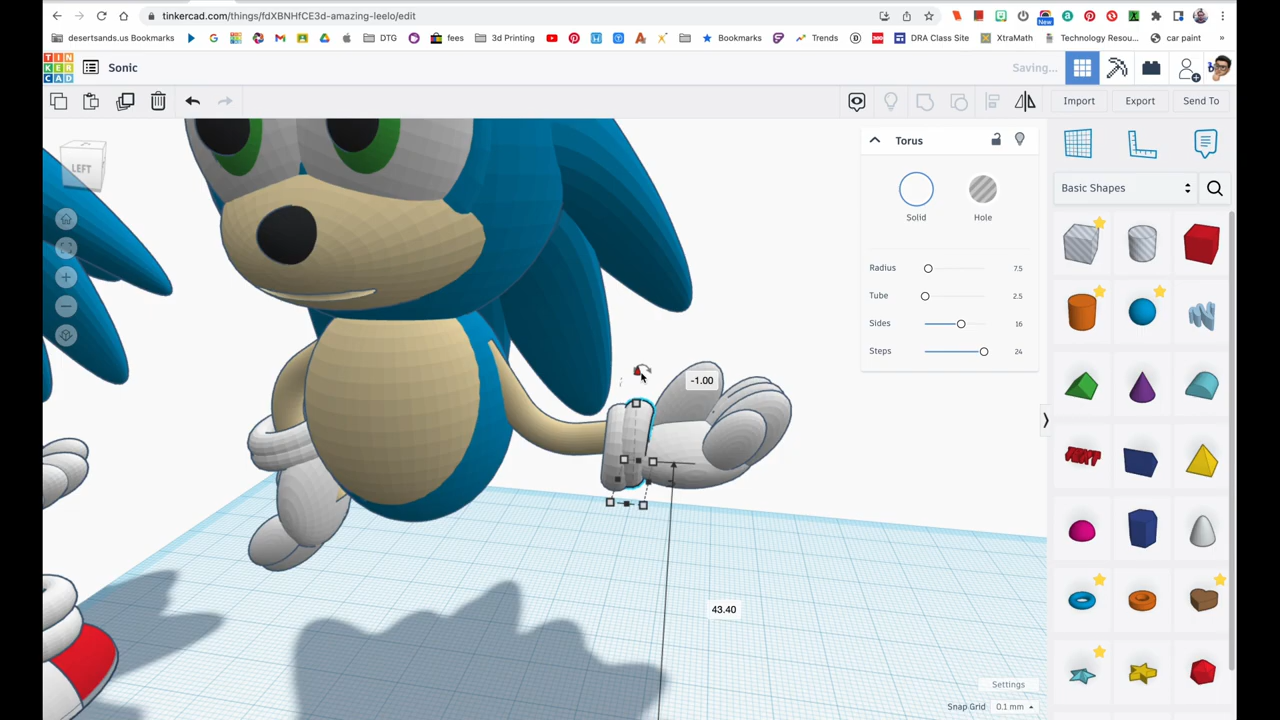 tinkercad.com/things/fdXBNHfCE3d-amazing-leelo/edit
New
desertsands.us Bookmarks
DTG
fees
3d Printing
Bookmarks
Trends
360
DRA Class Site
XtraMath
Technology Resou...
car paint
»
TIN
KER
CAD
Sonic
Saving...
Import
Export
Send To
LEFT
Torus
Solid
Hole
Radius
7.5
Tube
2.5
Sides
16
Steps
24
Basic Shapes
TEXT
-1.00
43.40
Settings
Snap Grid
0.1 mm